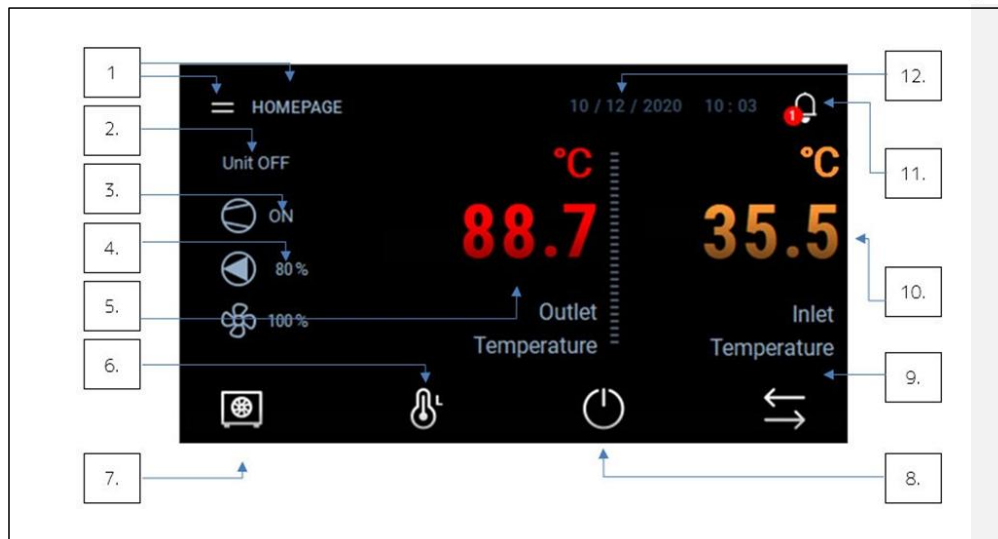 1
12.
HOMEPAGE
10 / 12 / 2020 10 : 03
1
2.
Unit OFF
°C
°C
11.
3.
ON
88.7
35.5
4.
80 %
10.
5.
100 %
Outlet
Temperature
Inlet
Temperature
6.
L
9.
7.
8.